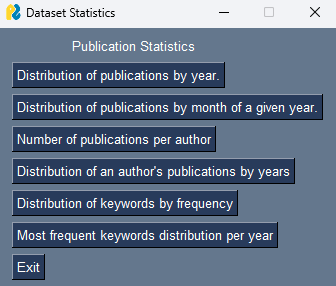 Dataset Statistics
Publication Statistics
Distribution of publications by year.
Distribution of publications by month of a given year.
Number of publications per author
Distribution of an author's publications by years
Distribution of keywords by frequency
Most frequent keywords distribution per year
Exit